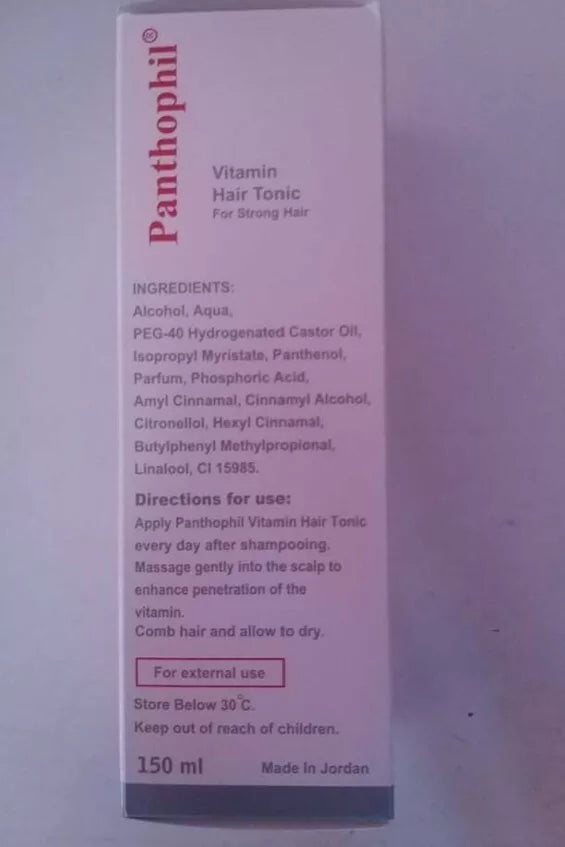 Panthophil®
Vitamin
Hair Tonic
For Strong Hair
INGREDIENTS:
Alcohol, Aqua,
PEG-40 Hydrogenated Castor Oil,
Isopropyl Myristate, Panthenol,
Parfum, Phosphoric Acid,
Amyl Cinnamal, Cinnamyl Alcohol,
Citronellol, Hexyl Cinnamal,
Butylphenyl Methylpropional,
Linalool, CI 15985.
Directions for use:
Apply Panthophil Vitamin Hair Tonic
every day after shampooing.
Massage gently into the scalp to
enhance penetration of the
vitamin.
Comb hair and allow to dry.
For external use
Store Below 30°C.
Keep out of reach of children.
150 ml Made In Jordan